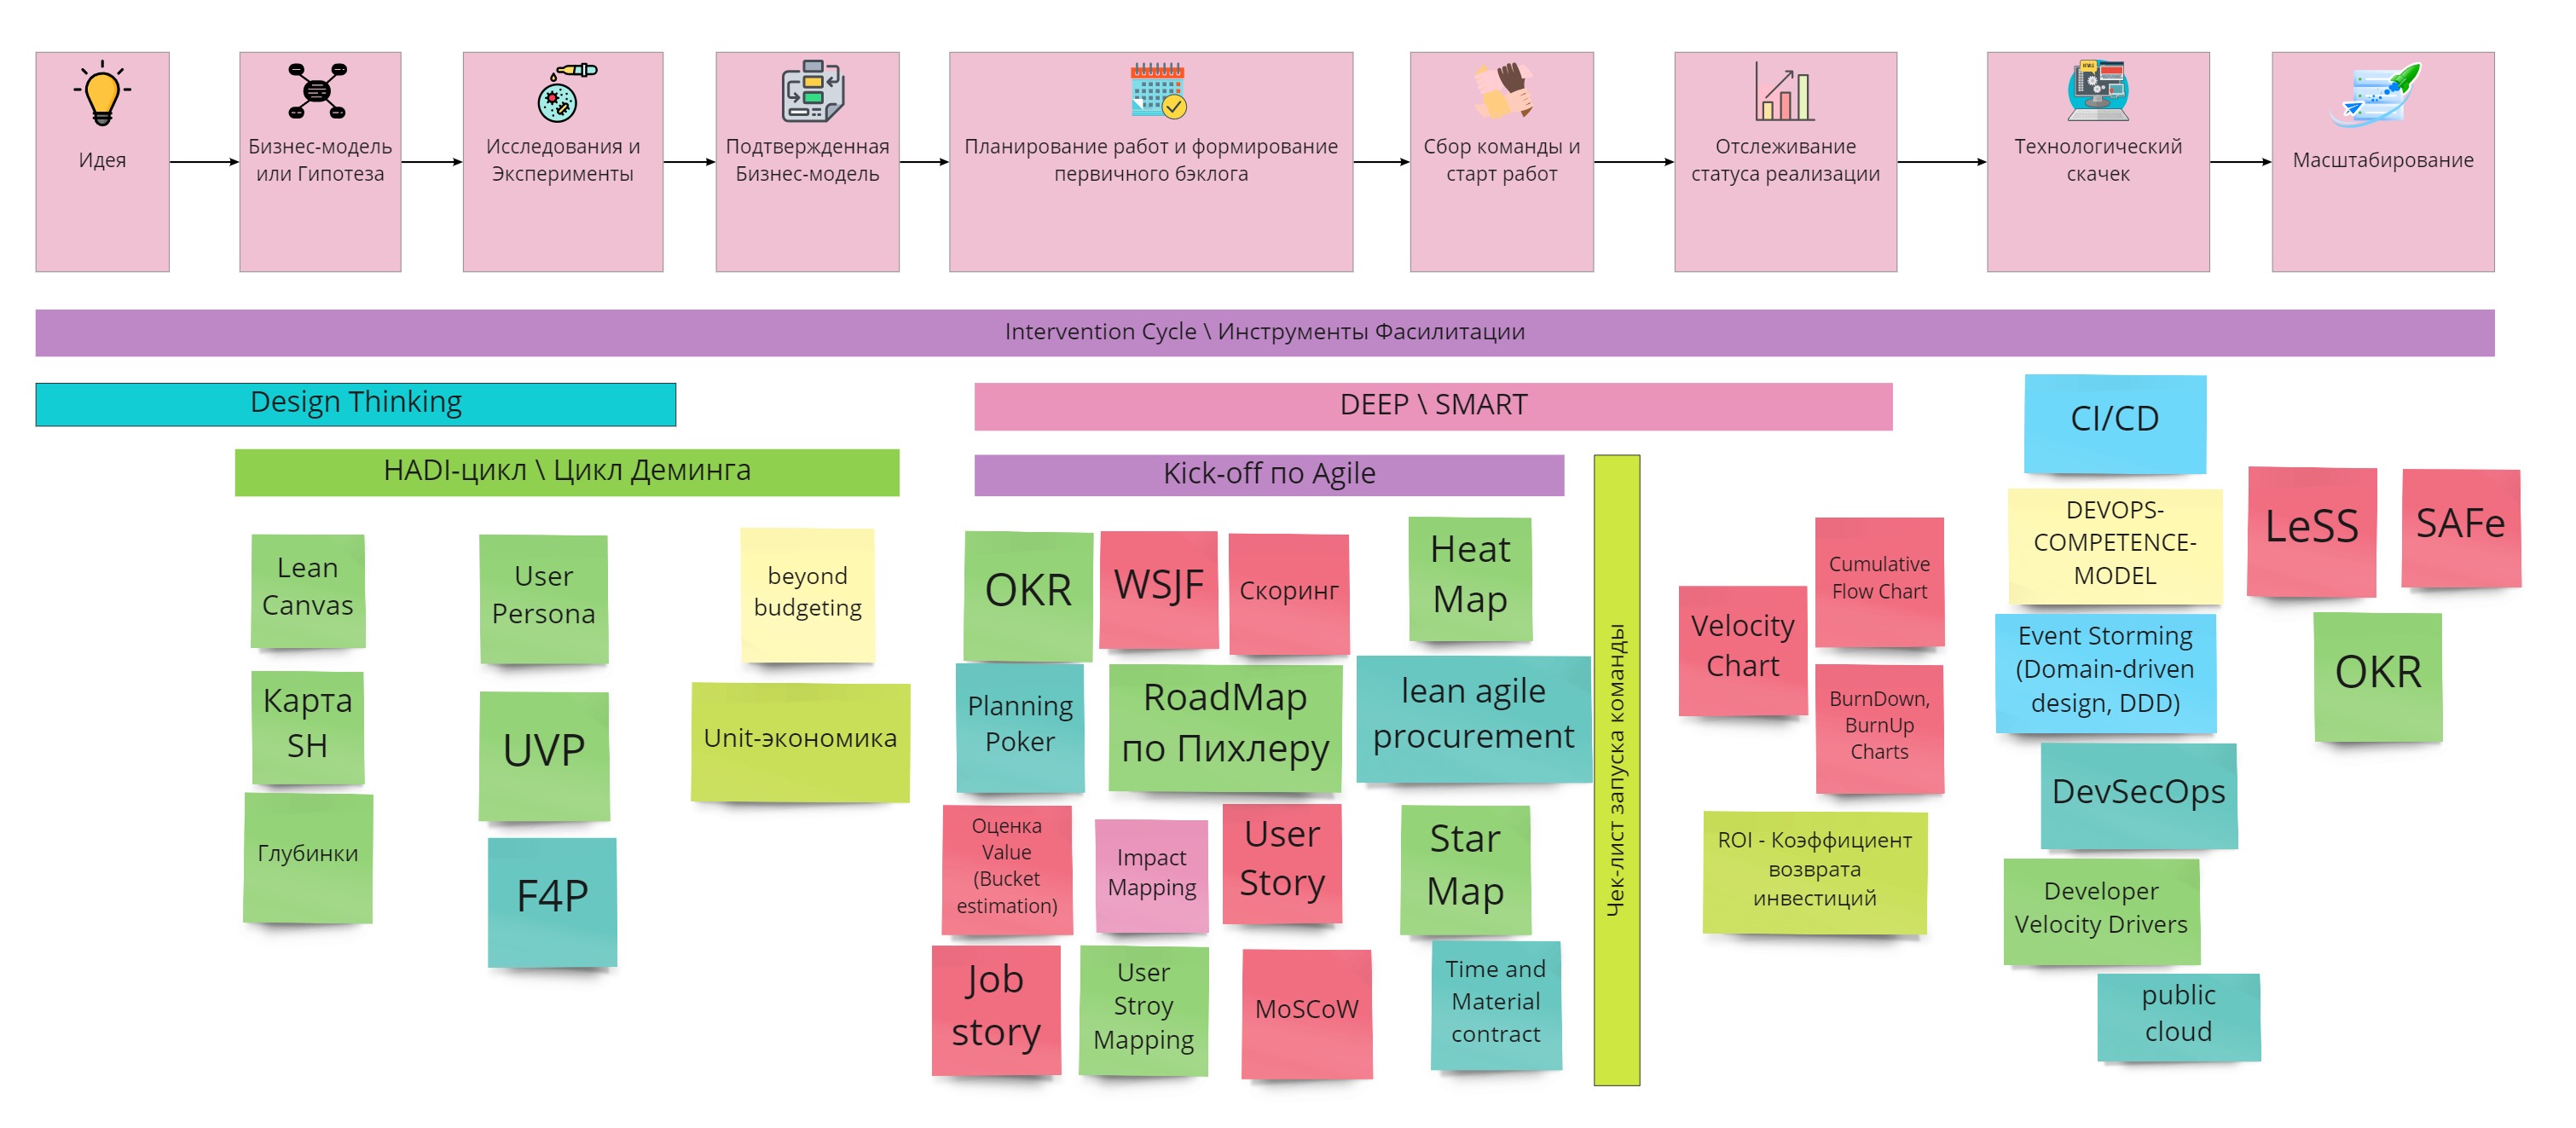 Идея
Бизнес-модель
или Гипотеза
Исследования и
Эксперименты
Подтвержденная
Бизнес-модель
Планирование работ и формирование
первичного бэклога
Сбор команды и
старт работ
Отслеживание
статуса реализации
Технологический
скачек
Масштабирование
Intervention Cycle \ Инструменты Фасилитации
Design Thinking
DEEP \ SMART
HADI-цикл \ Цикл Деминга
Kick-off по Agile
Lean
Canvas
Карта
SH
Глубинки
User
Persona
UVP
F4P
beyond
budgeting
Unit-экономика
OKR
WSJF
Скоринг
Heat
Map
Planning
Poker
RoadMap
по Пихлеру
lean agile
procurement
Оценка
Value
(Bucket
estimation)
Impact
Mapping
User
Story
Star
Map
Job
story
User
Stroy
Mapping
MoSCoW
Time and
Material
contract
Чек-лист запуска команды
Velocity
Chart
Cumulative
Flow Chart
BurnDown,
BurnUp
Charts
ROI - Коэффициент
возврата
инвестиций
CI/CD
DEVOPS-
COMPETENCE-
MODEL
Event Storming
(Domain-driven
design, DDD)
DevSecOps
Developer
Velocity Drivers
public
cloud
LeSS
SAFe
OKR